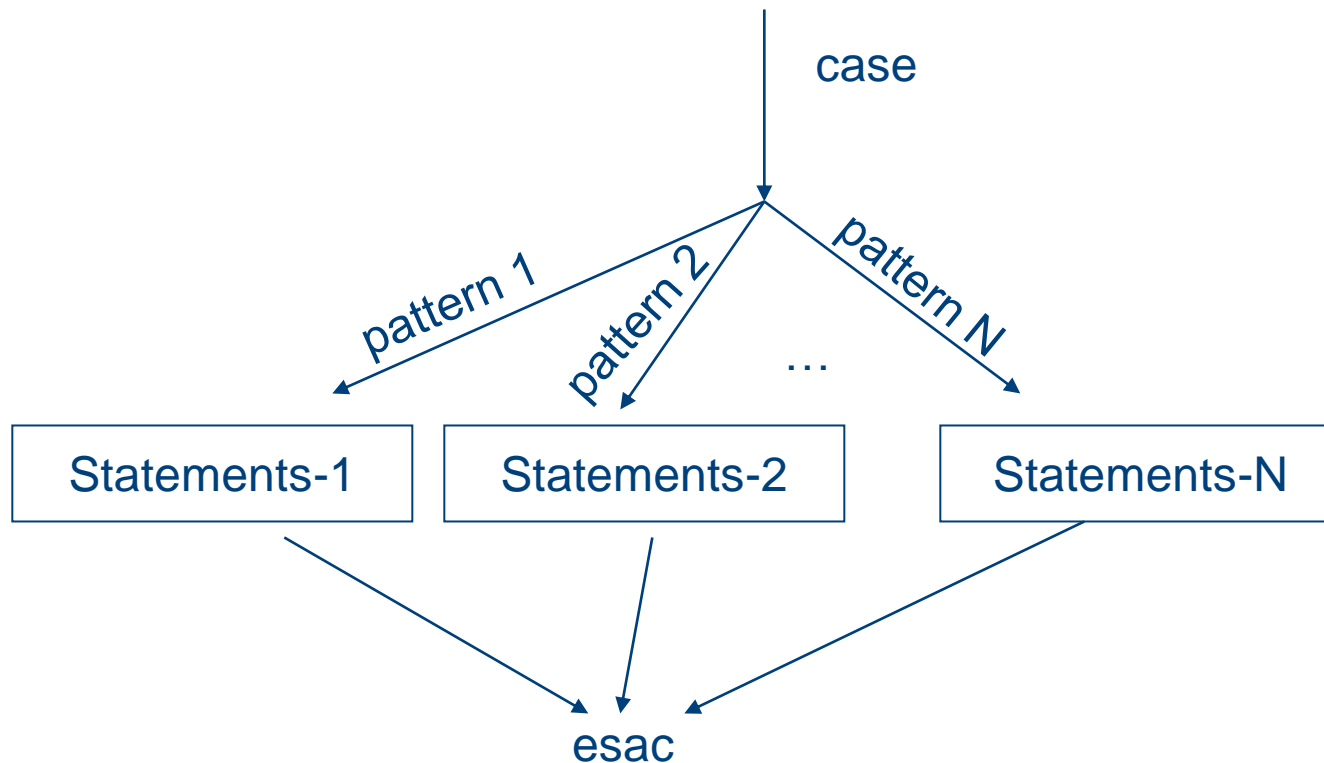 case
pattern 1
pattern 2
…
pattern N
Statements-1
Statements-2
Statements-N
esac